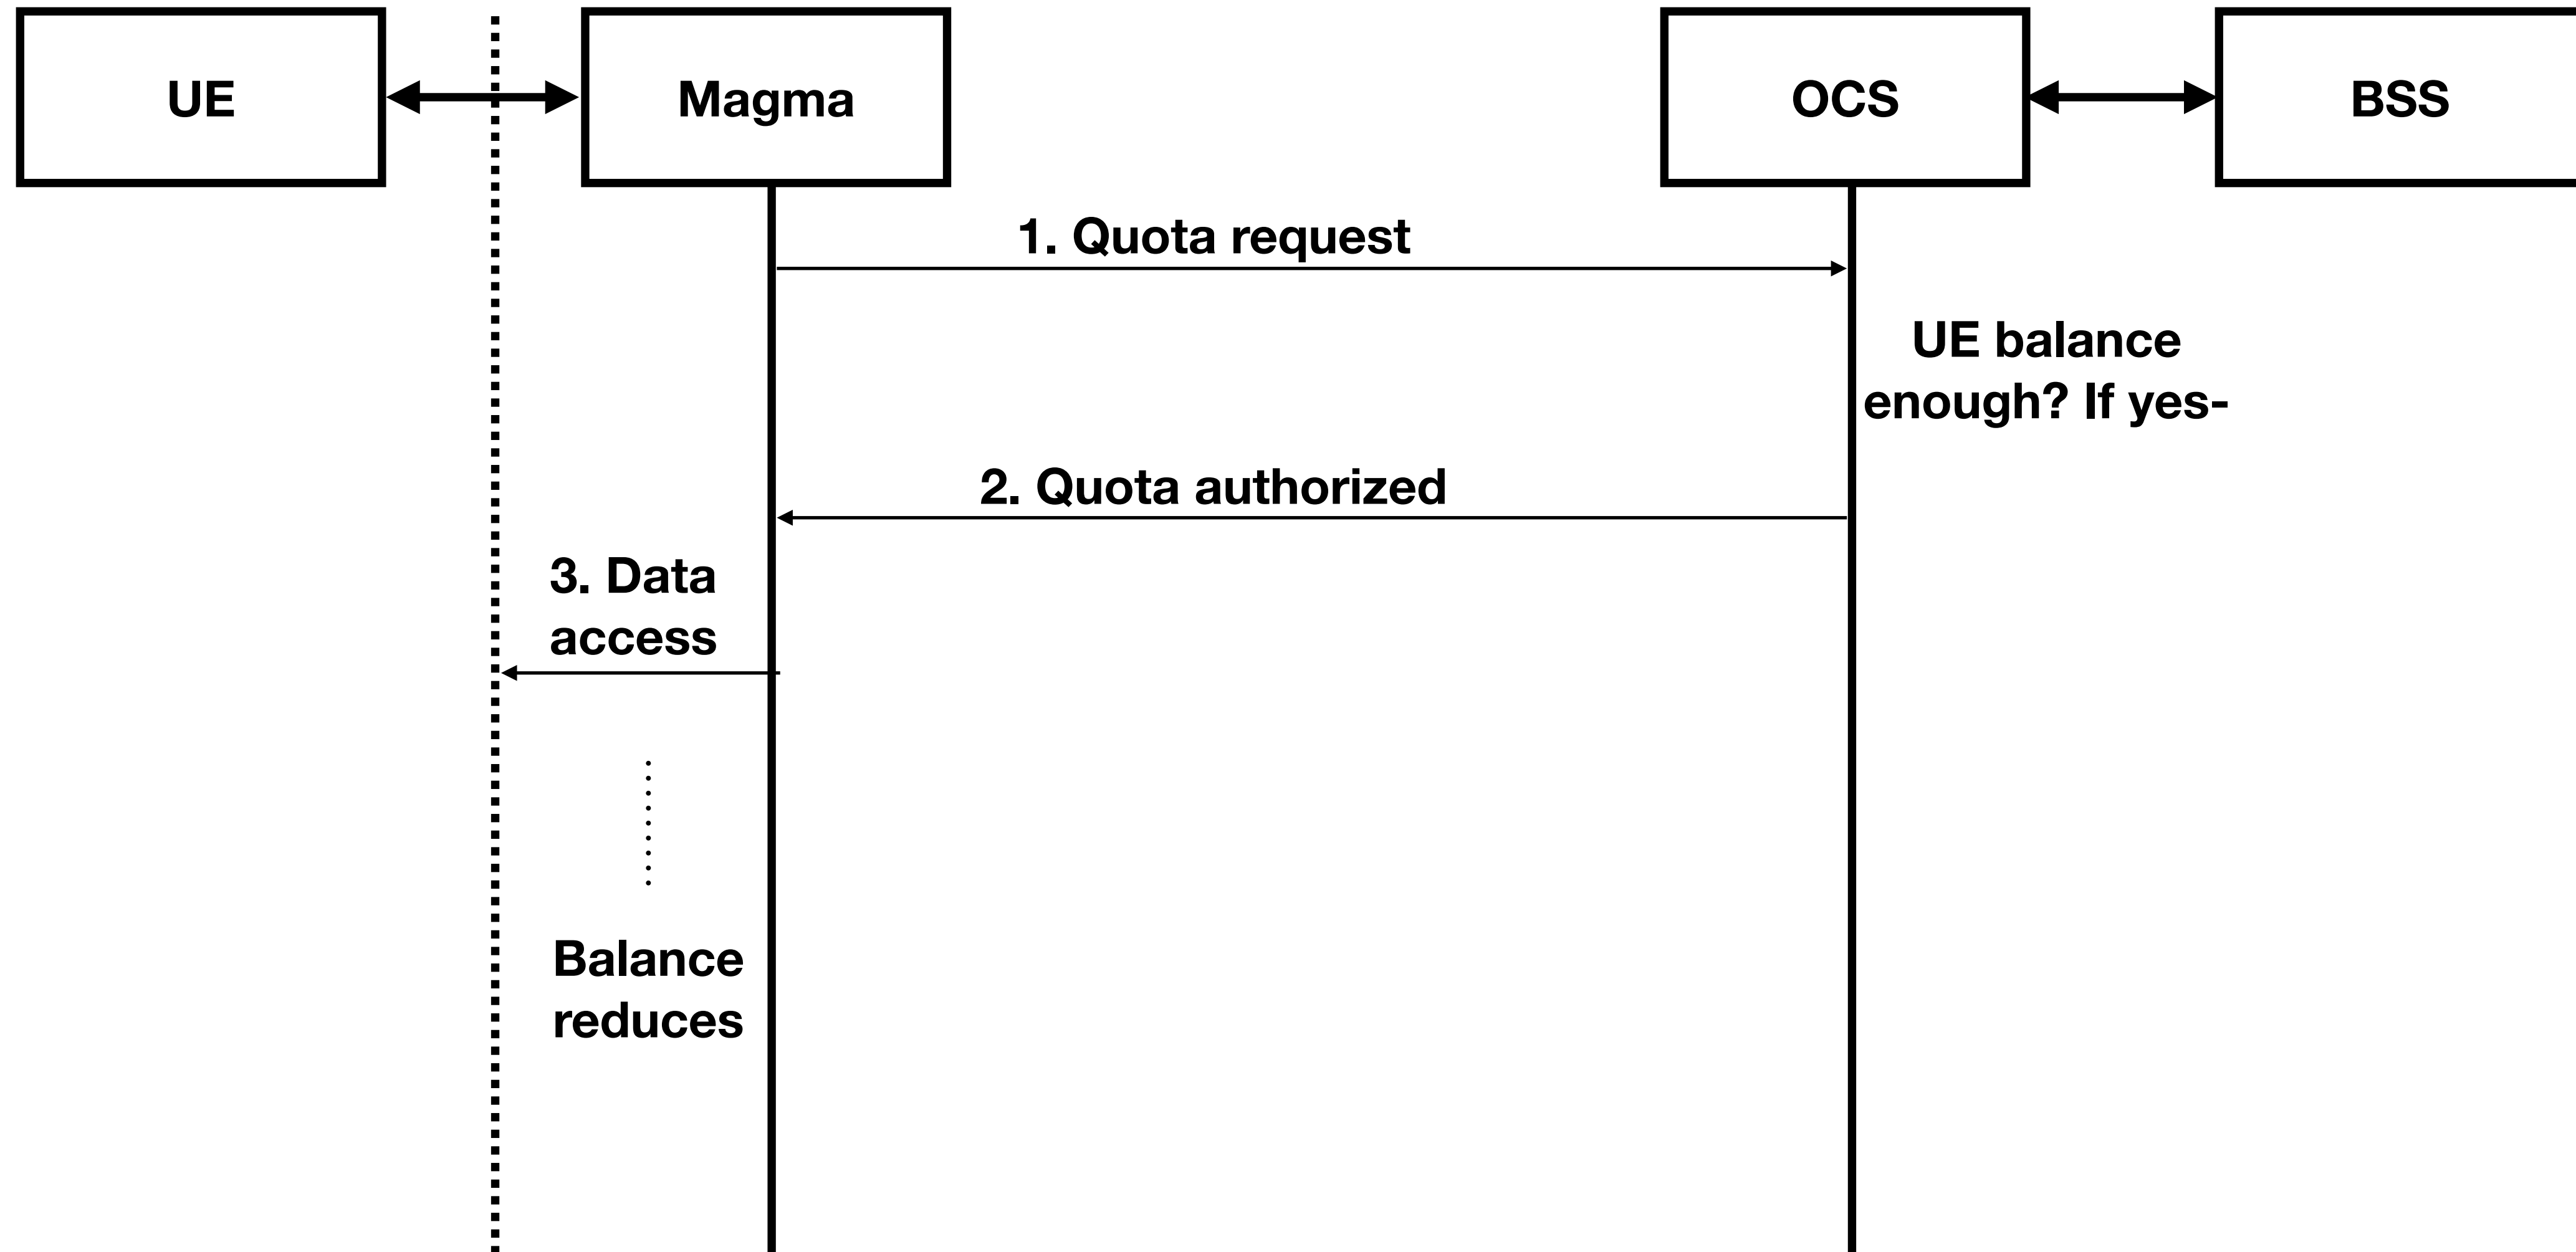 UE
Magma
OCS
BSS
1. Quota request
UE balance
enough? If yes-
2. Quota authorized
3. Data
access
Balance
reduces